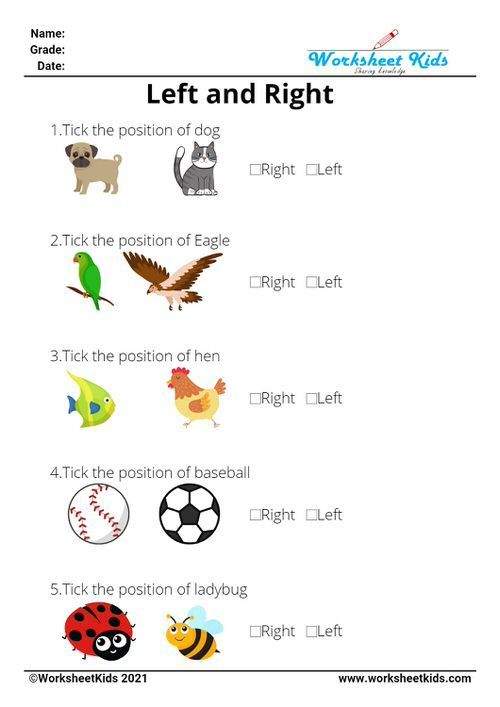 Name:
Grade:
Date:
Worksheet Kids
Sharing Knowledge
Left and Right
1.Tick the position of dog
□Right □Left
2.Tick the position of Eagle
□Right □Left
3.Tick the position of hen
□Right □Left
4.Tick the position of baseball
□Right □Left
5.Tick the position of ladybug
□Right □Left
©WorksheetKids 2021 www.worksheetkids.com